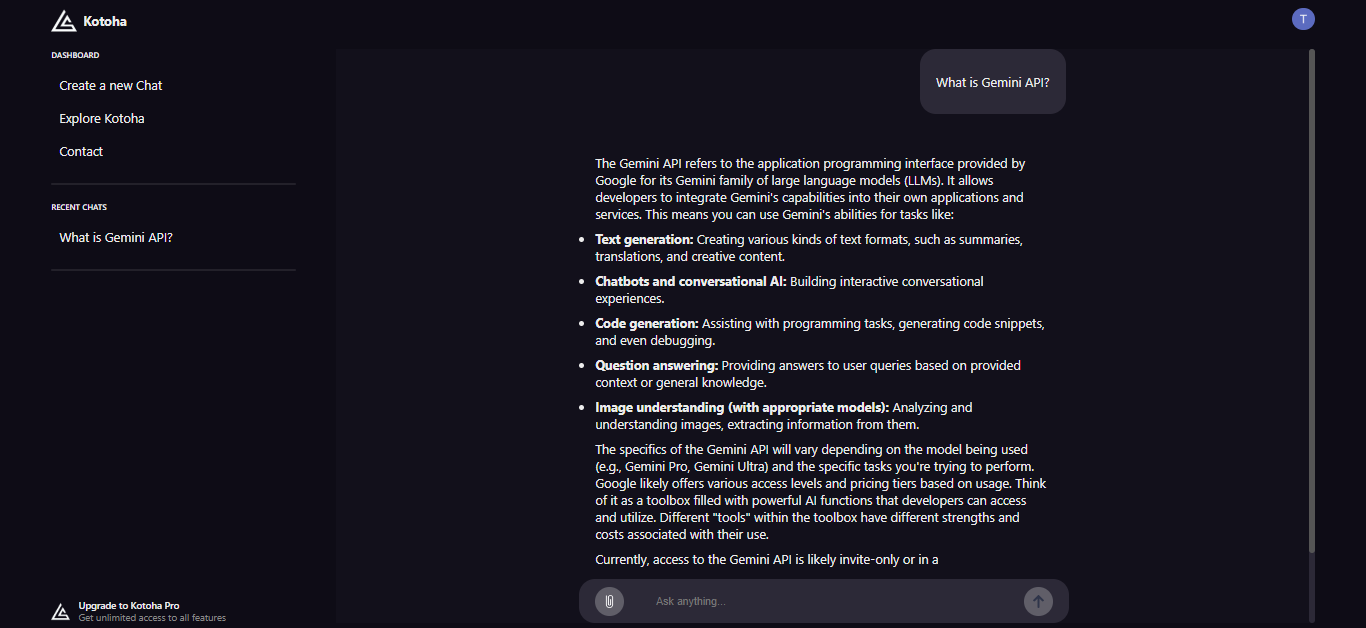 Kotoha
T
DASHBOARD
Create a new Chat
Explore Kotoha
Contact
RECENT CHATS
What is Gemini API?
Upgrade to Kotoha Pro
Get unlimited access to all features
What is Gemini API?
The Gemini API refers to the application programming interface provided by
Google for its Gemini family of large language models (LLMs). It allows
developers to integrate Gemini's capabilities into their own applications and
services. This means you can use Gemini's abilities for tasks like:
• Text generation: Creating various kinds of text formats, such as summaries,
translations, and creative content.
• Chatbots and conversational AI: Building interactive conversational
experiences.
• Code generation: Assisting with programming tasks, generating code snippets,
and even debugging.
• Question answering: Providing answers to user queries based on provided
context or general knowledge.
• Image understanding (with appropriate models): Analyzing and
understanding images, extracting information from them.
The specifics of the Gemini API will vary depending on the model being used
(e.g., Gemini Pro, Gemini Ultra) and the specific tasks you're trying to perform.
Google likely offers various access levels and pricing tiers based on usage. Think
of it as a toolbox filled with powerful AI functions that developers can access
and utilize. Different "tools" within the toolbox have different strengths and
costs associated with their use.
Currently, access to the Gemini API is likely invite-only or in a
Ask anything...